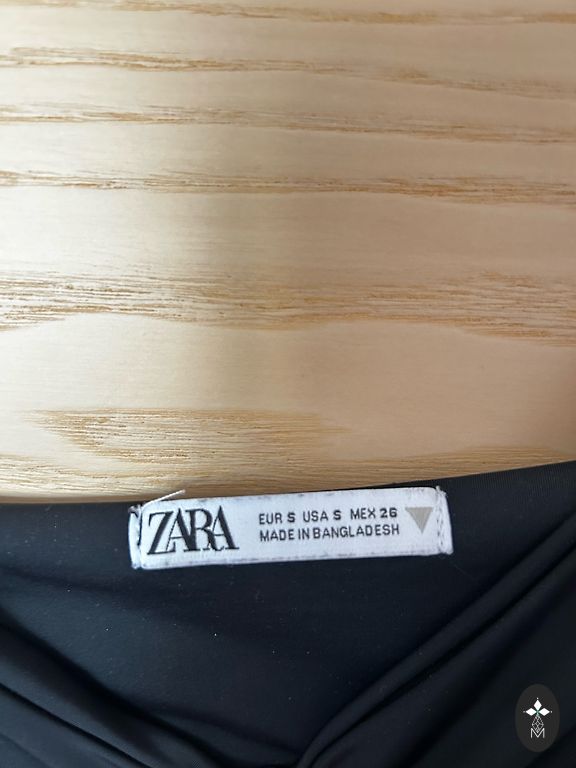 ZARA
EUR S USA S MEX 26
MADE IN BANGLADESH
M